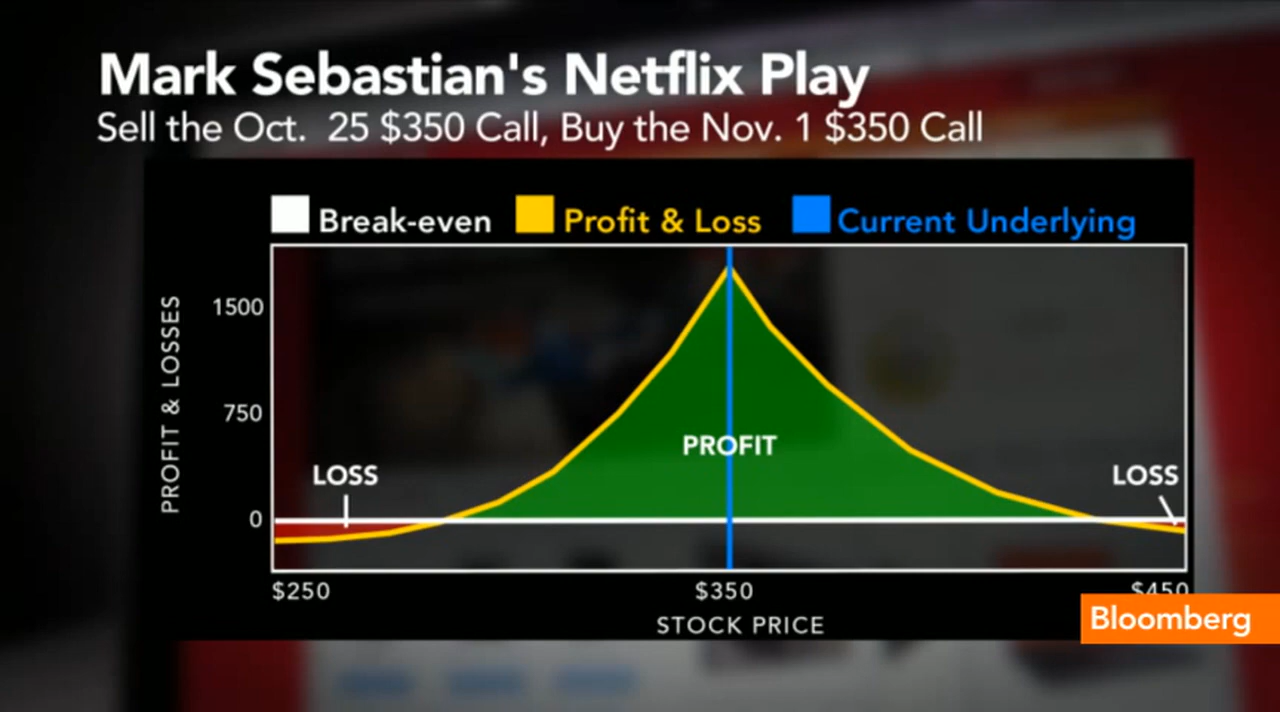 Mark Sebastian's Netflix Play
Sell the Oct. 25 $350 Call, Buy the Nov. 1 $350 Call
Break-even
Profit & Loss
Current Underlying
PROFIT & LOSSES
1500
750
0
LOSS
PROFIT
LOSS
$250
$350
$450
STOCK PRICE
Bloomberg